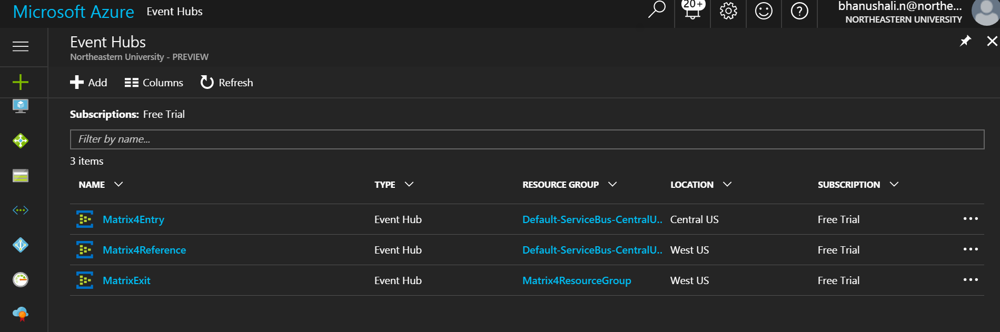 Microsoft Azure Event Hubs
20+
bhanushali.n@northe...
NORTHEASTERN UNIVERSITY
Event Hubs
Northeastern University - PREVIEW
Add Columns Refresh
Subscriptions: Free Trial
Filter by name...
3 items
NAME TYPE RESOURCE GROUP LOCATION SUBSCRIPTION
Matrix4Entry Event Hub Default-ServiceBus-CentralU.. Central US Free Trial
Matrix4Reference Event Hub Default-ServiceBus-CentralU.. West US Free Trial
MatrixExit Event Hub Matrix4ResourceGroup West US Free Trial